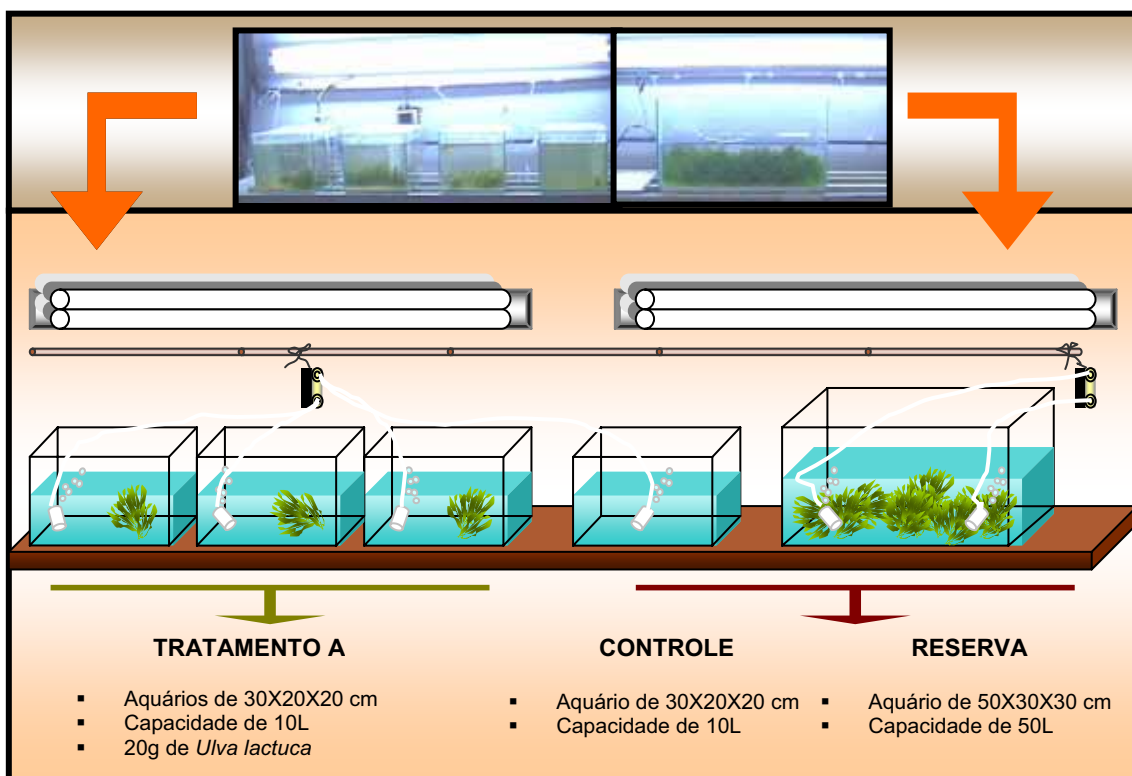 TRATAMENTO A
▪ Aquários de 30X20X20 cm
▪ Capacidade de 10L
▪ 20g de Ulva lactuca
CONTROLE
▪ Aquário de 30X20X20 cm
▪ Capacidade de 10L
RESERVA
▪ Aquário de 50X30X30 cm
▪ Capacidade de 50L